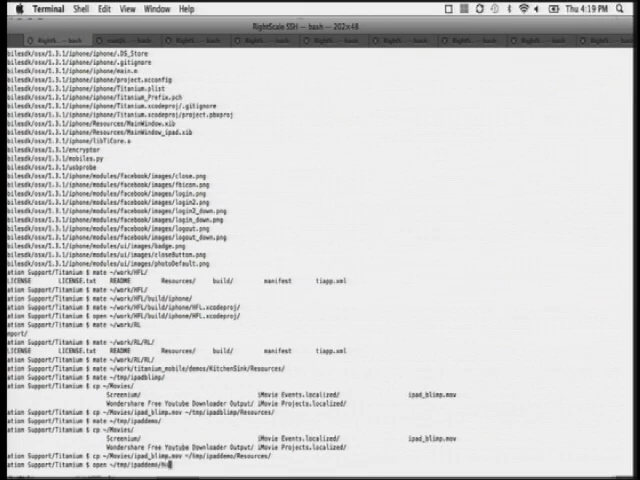 Terminal Shell Edit View Window Help Thu 4:19 PM
RightScale SSH — bash — 202×48
bilesdk/osx/1.3.1/iphone/iphone/.DS_Store
bilesdk/osx/1.3.1/iphone/iphone/.gitignore
bilesdk/osx/1.3.1/iphone/iphone/main.m
bilesdk/osx/1.3.1/iphone/iphone/project.xcconfig
bilesdk/osx/1.3.1/iphone/iphone/Titanium.plist
bilesdk/osx/1.3.1/iphone/iphone/Titanium_Prefix.pch
bilesdk/osx/1.3.1/iphone/iphone/Titanium.xcodeproj/.gitignore
bilesdk/osx/1.3.1/iphone/iphone/Titanium.xcodeproj/project.pbxproj
bilesdk/osx/1.3.1/iphone/Resources/MainWindow.xib
bilesdk/osx/1.3.1/iphone/Resources/MainWindow_ipad.xib
bilesdk/osx/1.3.1/iphone/libTiCore.a
bilesdk/osx/1.3.1/encryptor
bilesdk/osx/1.3.1/mobiles.py
bilesdk/osx/1.3.1/usbprobe
bilesdk/osx/1.3.1/iphone/modules/facebook/images/close.png
bilesdk/osx/1.3.1/iphone/modules/facebook/images/fbicon.png
bilesdk/osx/1.3.1/iphone/modules/facebook/images/login.png
bilesdk/osx/1.3.1/iphone/modules/facebook/images/login2.png
bilesdk/osx/1.3.1/iphone/modules/facebook/images/login2_down.png
bilesdk/osx/1.3.1/iphone/modules/facebook/images/login_down.png
bilesdk/osx/1.3.1/iphone/modules/facebook/images/logout.png
bilesdk/osx/1.3.1/iphone/modules/facebook/images/logout_down.png
bilesdk/osx/1.3.1/iphone/modules/ui/images/badge.png
bilesdk/osx/1.3.1/iphone/modules/ui/images/closeButton.png
bilesdk/osx/1.3.1/iphone/modules/ui/images/photoDefault.png
ation Support/Titanium $ mate ~/work/HFL/
LICENSE LICENSE.txt README Resources/ build/ manifest tiapp.xml
ation Support/Titanium $ mate ~/work/HFL/
ation Support/Titanium $ mate ~/work/HFL/build/iphone/
ation Support/Titanium $ mate ~/work/HFL/build/iphone/HFL.xcodeproj/
ation Support/Titanium $ open ~/work/HFL/build/iphone/HFL.xcodeproj/
ation Support/Titanium $ mate ~/work/RL
mport/
ation Support/Titanium $ mate ~/work/RL/RL/
LICENSE LICENSE.txt README Resources/ build/ manifest tiapp.xml
ation Support/Titanium $ mate ~/work/RL/RL/
ation Support/Titanium $ mate ~/work/titanium_mobile/demos/KitchenSink/Resources/
ation Support/Titanium $ mate ~/tmp/ipadblimp/
ation Support/Titanium $ cp ~/Movies/
Screenium/ iMovie Events.localized/ ipad_blimp.mov
Wondershare Free Youtube Downloader Output/ iMovie Projects.localized/
ation Support/Titanium $ cp ~/Movies/ipad_blimp.mov ~/tmp/ipadblimp/Resources/
ation Support/Titanium $ mate ~/tmp/ipaddemo/
ation Support/Titanium $ cp ~/Movies/
Screenium/ iMovie Events.localized/ ipad_blimp.mov
Wondershare Free Youtube Downloader Output/ iMovie Projects.localized/
ation Support/Titanium $ cp ~/Movies/ipad_blimp.mov ~/tmp/ipaddemo/Resources/
ation Support/Titanium $ open ~/tmp/ipaddemo/